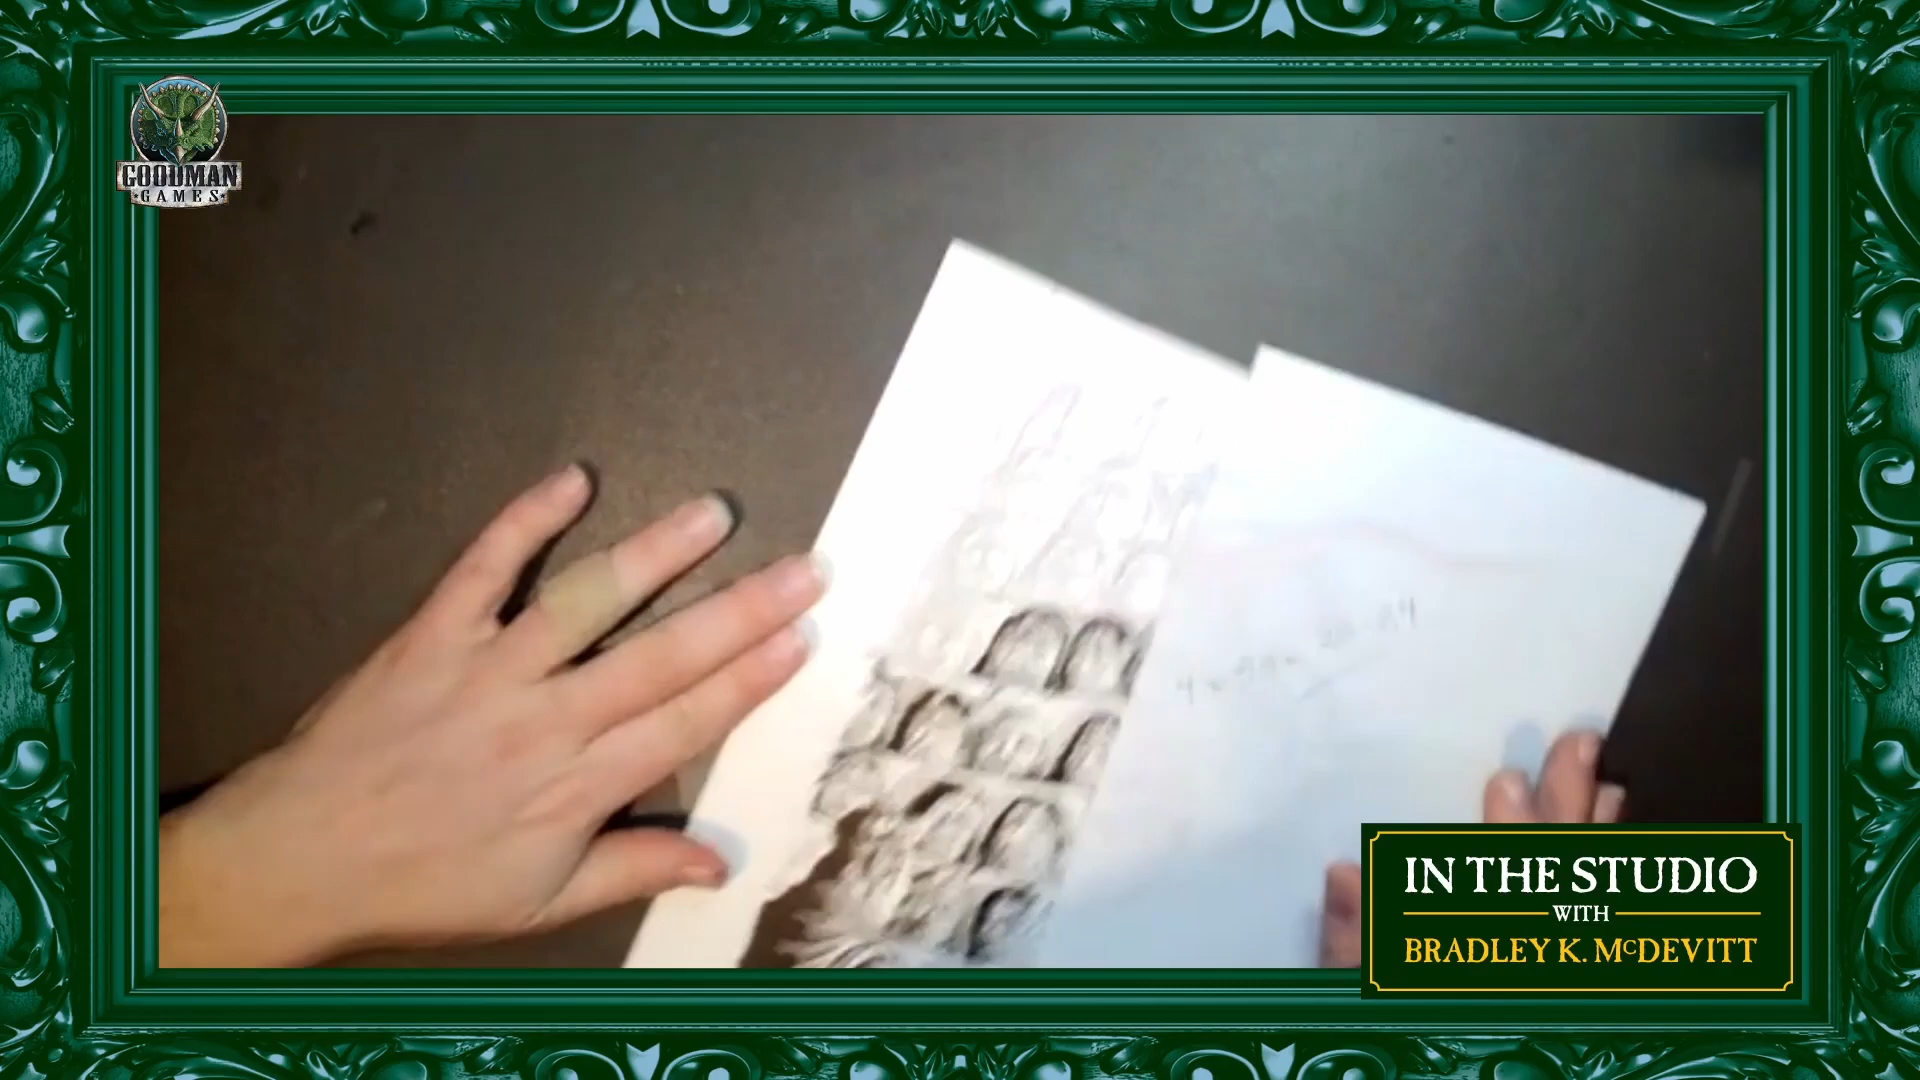 GOODMAN
GAMES
IN THE STUDIO
WITH
BRADLEY K. McDEVITT